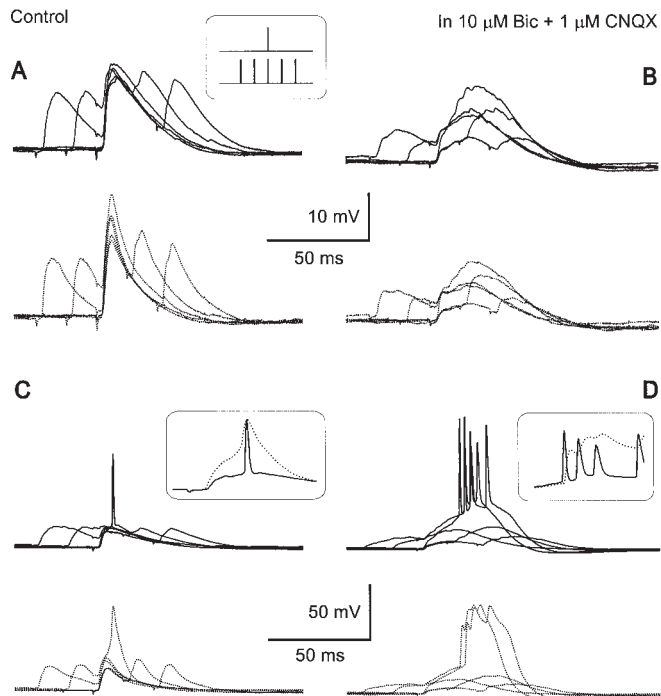 Control
In 10 µM Bic + 1 µM CNQX
A
B
10 mV
50 ms
C
D
50 mV
50 ms